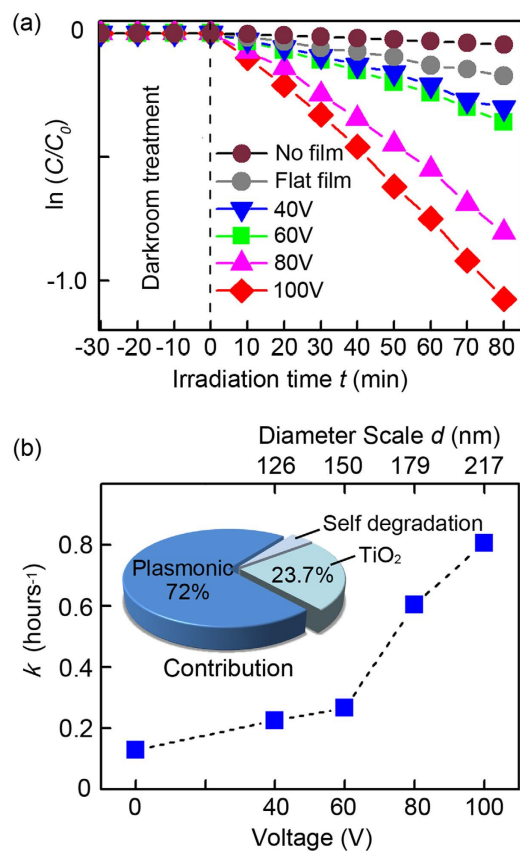 (a)
0
-1.0
ln (C/C₀)
Darkroom treatment
No film
Flat film
40V
60V
80V
100V
-30 -20 -10 0 10 20 30 40 50 60 70 80
Irradiation time t (min)
(b)
Diameter Scale d (nm)
126 150 179 217
0.8
0.6
0.4
0.2
0
k (hours⁻¹)
Self degradation
TiO₂
Plasmonic
72%
23.7%
Contribution
0 40 60 80 100
Voltage (V)